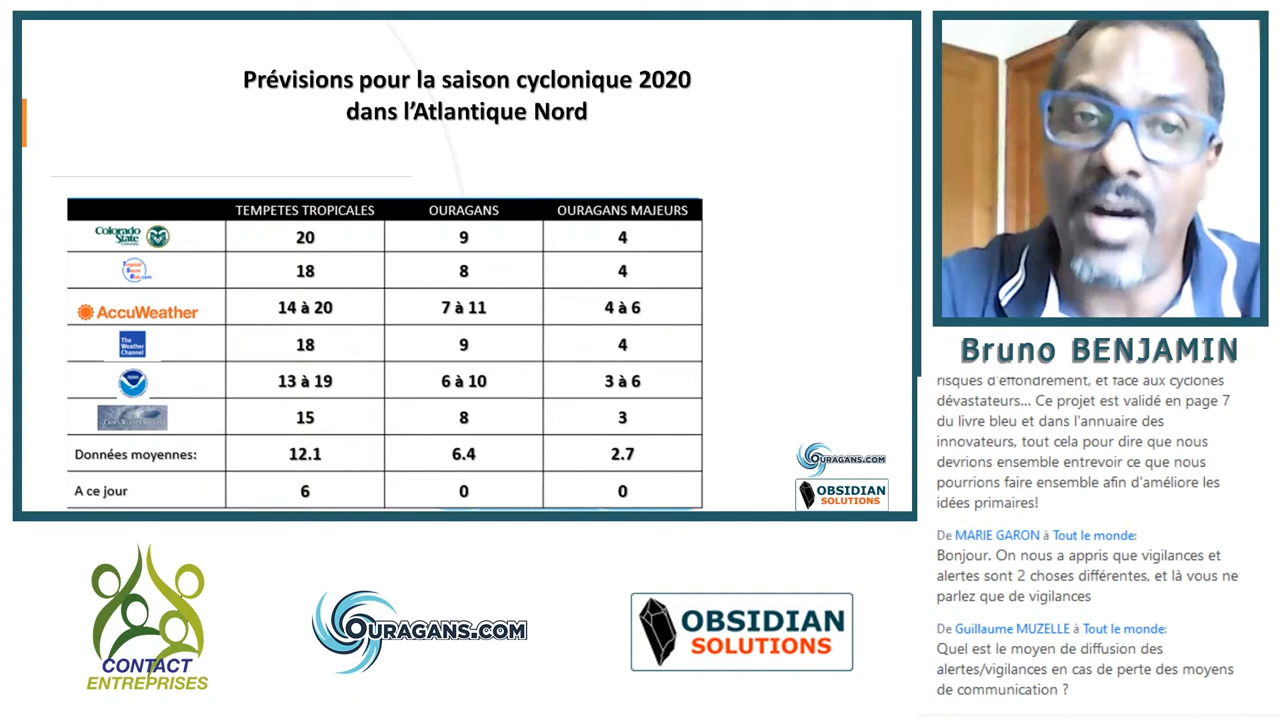 Prévisions pour la saison cyclonique 2020
dans l'Atlantique Nord
TEMPETES TROPICALES OURAGANS OURAGANS MAJEURS
Colorado State 20 9 4
18 8 4
AccuWeather 14 à 20 7 à 11 4 à 6
The Weather Channel 18 9 4
13 à 19 6 à 10 3 à 6
15 8 3
Données moyennes: 12.1 6.4 2.7
A ce jour 6 0 0
OURAGANS.COM
OBSIDIAN
SOLUTIONS
Bruno BENJAMIN
risques d'effondrement, et face aux cyclones
dévastateurs... Ce projet est validé en page 7
du livre bleu et dans l'annuaire des
innovateurs, tout cela pour dire que nous
devrions ensemble entrevoir ce que nous
pourrions faire ensemble afin d'améliore les
idées primaires!
De MARIE GARON à Tout le monde:
Bonjour. On nous a appris que vigilances et
alertes sont 2 choses différentes, et là vous ne
parlez que de vigilances
De Guillaume MUZELLE à Tout le monde:
Quel est le moyen de diffusion des
alertes/vigilances en cas de perte des moyens
de communication ?
CONTACT
ENTREPRISES
OURAGANS.COM
OBSIDIAN
SOLUTIONS